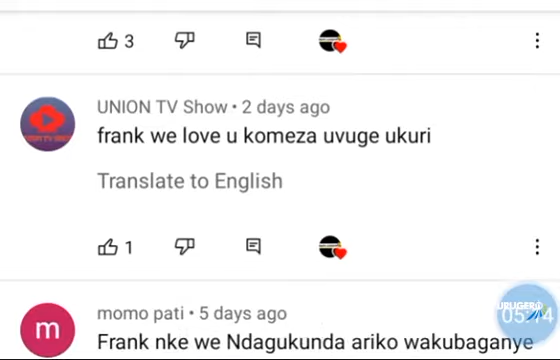 3
UNION TV Show • 2 days ago
frank we love u komeza uvuge ukuri
Translate to English
1
momo pati • 5 days ago
m
Frank nke we Ndagukunda ariko wakubaganye